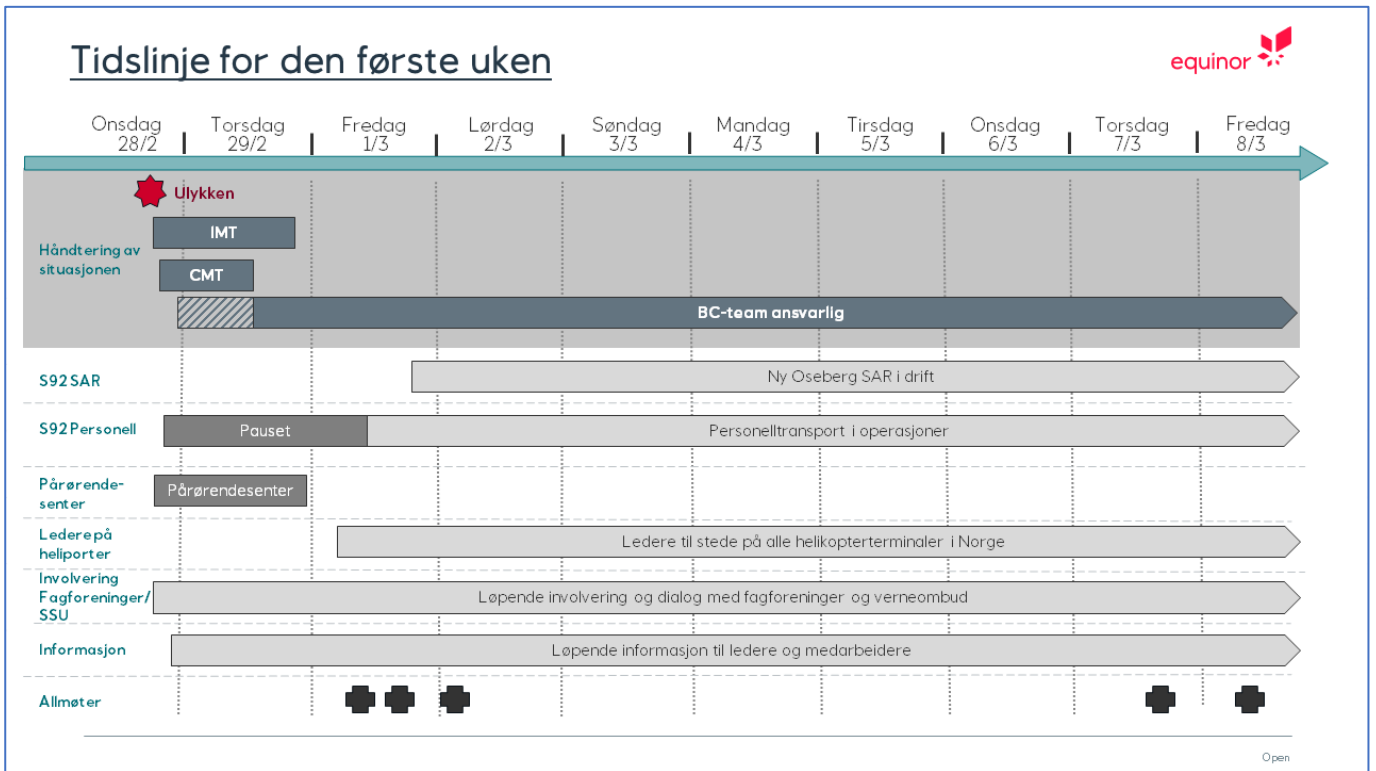 Tidslinje for den første uken
equinor
Onsdag 28/2
Torsdag 29/2
Fredag 1/3
Lørdag 2/3
Søndag 3/3
Mandag 4/3
Tirsdag 5/3
Onsdag 6/3
Torsdag 7/3
Fredag 8/3
Ulykken
Håndtering av
situasjonen
IMT
CMT
BC-team ansvarlig
S92 SAR
Ny Oseberg SAR i drift
S92 Personell
Pauset
Personelltransport i operasjoner
Pårørende-
senter
Pårørendesenter
Ledere på
heliporter
Ledere til stede på alle helikopterterminaler i Norge
Involvering
Fagforeninger/
SSU
Løpende involvering og dialog med fagforeninger og verneombud
Informasjon
Løpende informasjon til ledere og medarbeidere
Allmøter
Open